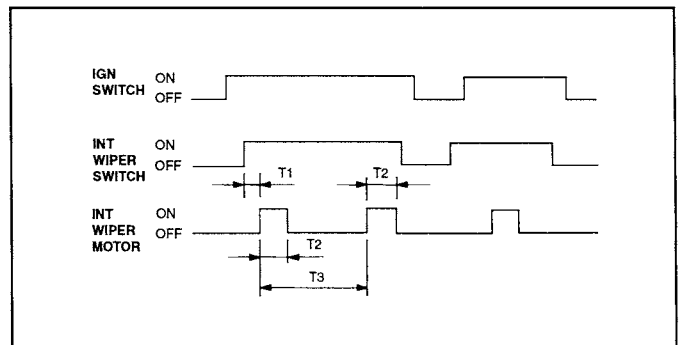 IGN SWITCH ON OFF
INT WIPER SWITCH ON OFF
T1 T2
INT WIPER MOTOR ON OFF
T2
T3